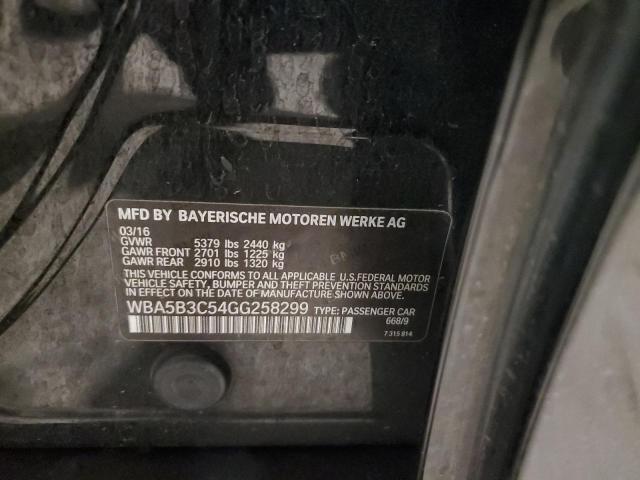 MFD BY BAYERISCHE MOTOREN WERKE AG
03/16
GVWR 5379 lbs 2440 kg
GAWR FRONT 2701 lbs 1225 kg
GAWR REAR 2910 lbs 1320 kg
THIS VEHICLE CONFORMS TO ALL APPLICABLE U.S.FEDERAL MOTOR
VEHICLE SAFETY, BUMPER AND THEFT PREVENTION STANDARDS
IN EFFECT ON THE DATE OF MANUFACTURE SHOWN ABOVE.
WBA5B3C54GG258299 TYPE: PASSENGER CAR
668/9
7 315 814